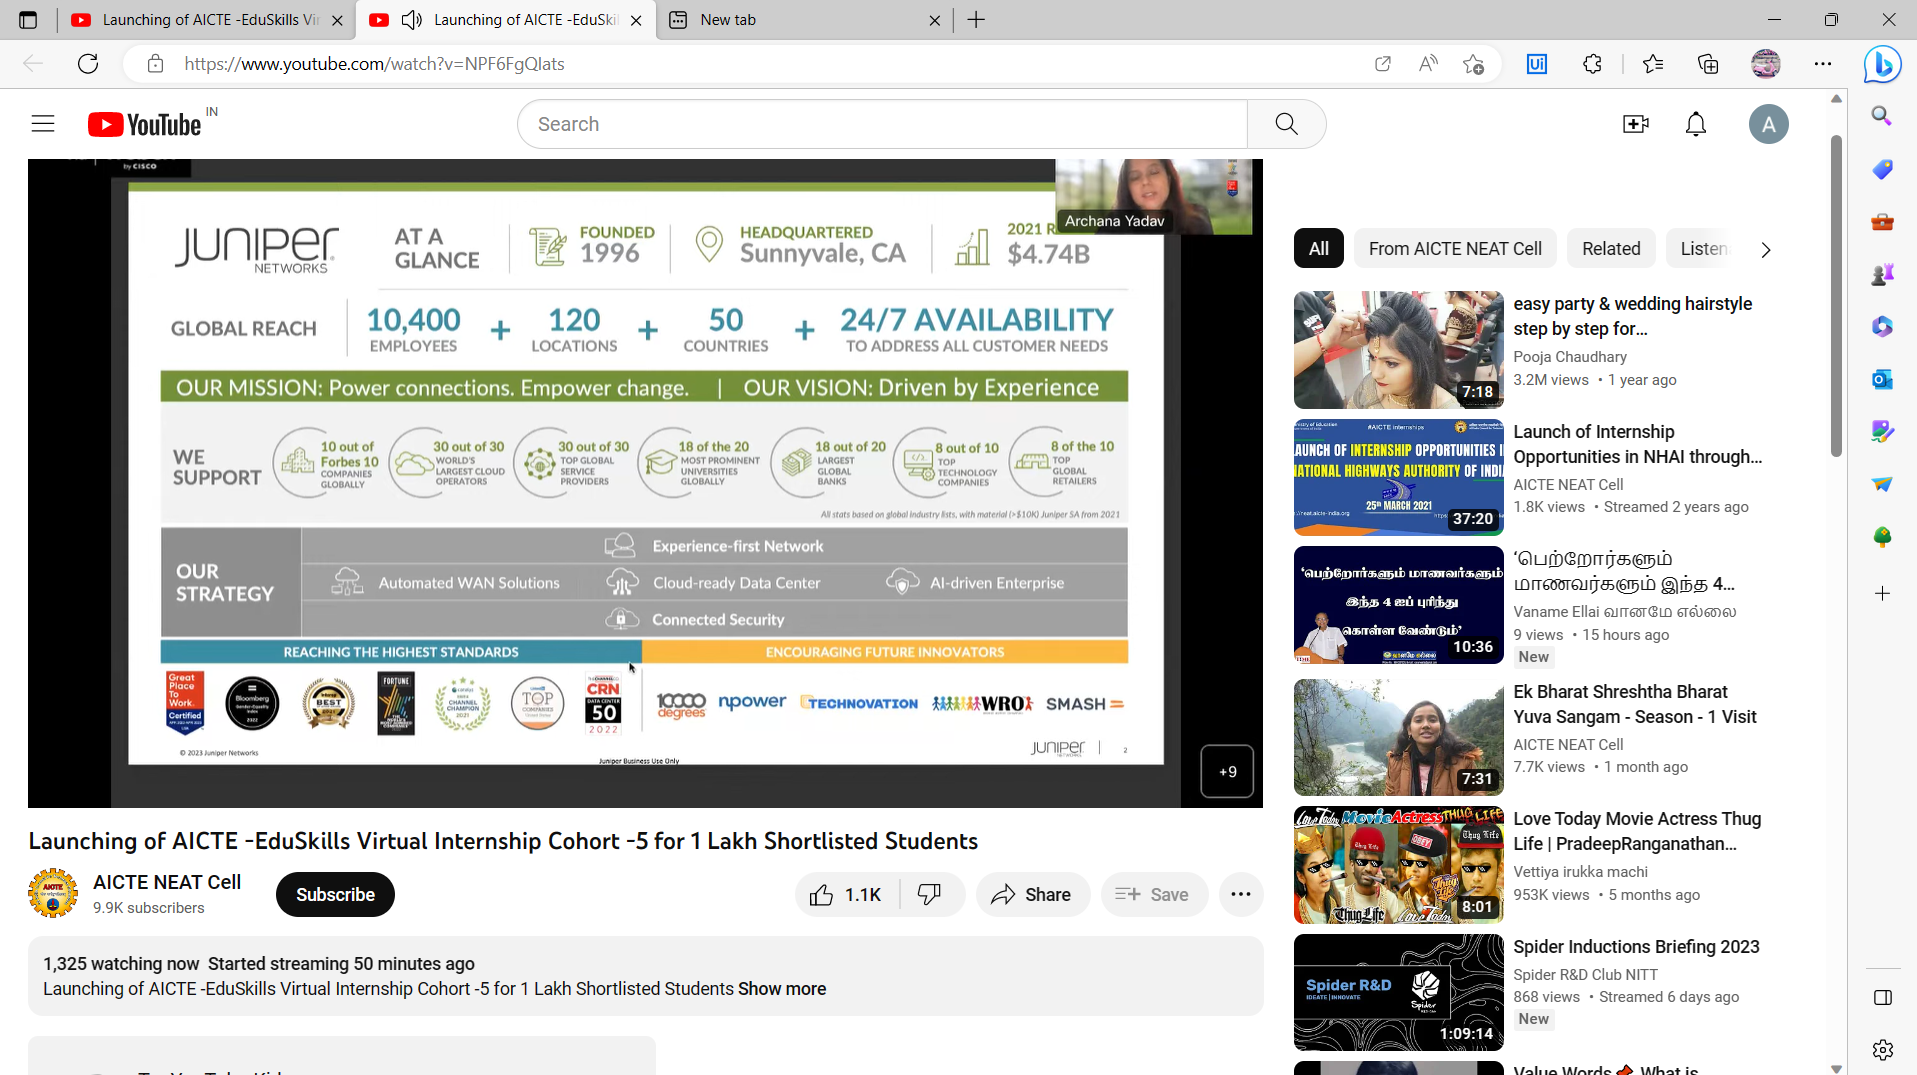 Launching of AICTE -EduSkills Vi
Launching of AICTE -EduSkil
New tab
https://www.youtube.com/watch?v=NPF6FgQlats
YouTube IN
Search
A
by CISCO
Archana Yadav
JUNIPER
NETWORKS
AT A
GLANCE
FOUNDED
1996
HEADQUARTERED
Sunnyvale, CA
2021 R
$4.74B
GLOBAL REACH
10,400 + 120 + 50 + 24/7 AVAILABILITY
EMPLOYEES LOCATIONS COUNTRIES TO ADDRESS ALL CUSTOMER NEEDS
OUR MISSION: Power connections. Empower change. | OUR VISION: Driven by Experience
WE
SUPPORT
10 out of
Forbes 10
COMPANIES
GLOBALLY
30 out of 30
WORLD'S
LARGEST CLOUD
OPERATORS
30 out of 30
TOP GLOBAL
SERVICE
PROVIDERS
18 of the 20
MOST PROMINENT
UNIVERSITIES
GLOBALLY
18 out of 20
LARGEST
GLOBAL
BANKS
8 out of 10
TOP
TECHNOLOGY
COMPANIES
8 of the 10
TOP
GLOBAL
RETAILERS
All stats based on global industry lists, with material (>$10K) Juniper SA from 2021
OUR
STRATEGY
Experience-first Network
Automated WAN Solutions Cloud-ready Data Center AI-driven Enterprise
Connected Security
REACHING THE HIGHEST STANDARDS ENCOURAGING FUTURE INNOVATORS
Great
Place
To
Work.
Certified
Bloomberg
Gender-Equality
Index
2022
BEST
FORTUNE
CHANNEL
CHAMPION
2021
TOP
COMPANIES
CRN
DATA CENTER
50
2022
10000
degrees
npower
TECHNOVATION
WRO
SMASH
© 2023 Juniper Networks
Juniper Business Use Only
JUNIPER
NETWORKS
2
+9
Launching of AICTE -EduSkills Virtual Internship Cohort -5 for 1 Lakh Shortlisted Students
AICTE NEAT Cell
9.9K subscribers
Subscribe
1.1K
Share
Save
1,325 watching now Started streaming 50 minutes ago
Launching of AICTE -EduSkills Virtual Internship Cohort -5 for 1 Lakh Shortlisted Students Show more
All
From AICTE NEAT Cell
Related
Listen
7:18
easy party & wedding hairstyle
step by step for...
Pooja Chaudhary
3.2M views • 1 year ago
#AICTE internships
LAUNCH OF INTERNSHIP OPPORTUNITIES I
NATIONAL HIGHWAYS AUTHORITY OF INDI
25th MARCH 2021
37:20
Launch of Internship
Opportunities in NHAI through...
AICTE NEAT Cell
1.8K views • Streamed 2 years ago
'பெற்றோர்களும் மாணவர்களும்
இந்த 4 ஐப் புரிந்து
கொள்ள வேண்டும்'
10:36
‘பெற்றோர்களும்
மாணவர்களும் இந்த 4...
Vaname Ellai வானமே எல்லை
9 views • 15 hours ago
New
7:31
Ek Bharat Shreshtha Bharat
Yuva Sangam - Season - 1 Visit
AICTE NEAT Cell
7.7K views • 1 month ago
Love Today Movie Actress THUG LIFE
Thug Life
OBEY
Thug Life
Love Today
8:01
Love Today Movie Actress Thug
Life | PradeepRanganathan...
Vettiya irukka machi
953K views • 5 months ago
Spider R&D
IDEATE | INNOVATE
Spider
1:09:14
Spider Inductions Briefing 2023
Spider R&D Club NITT
868 views • Streamed 6 days ago
New
Value Words What is